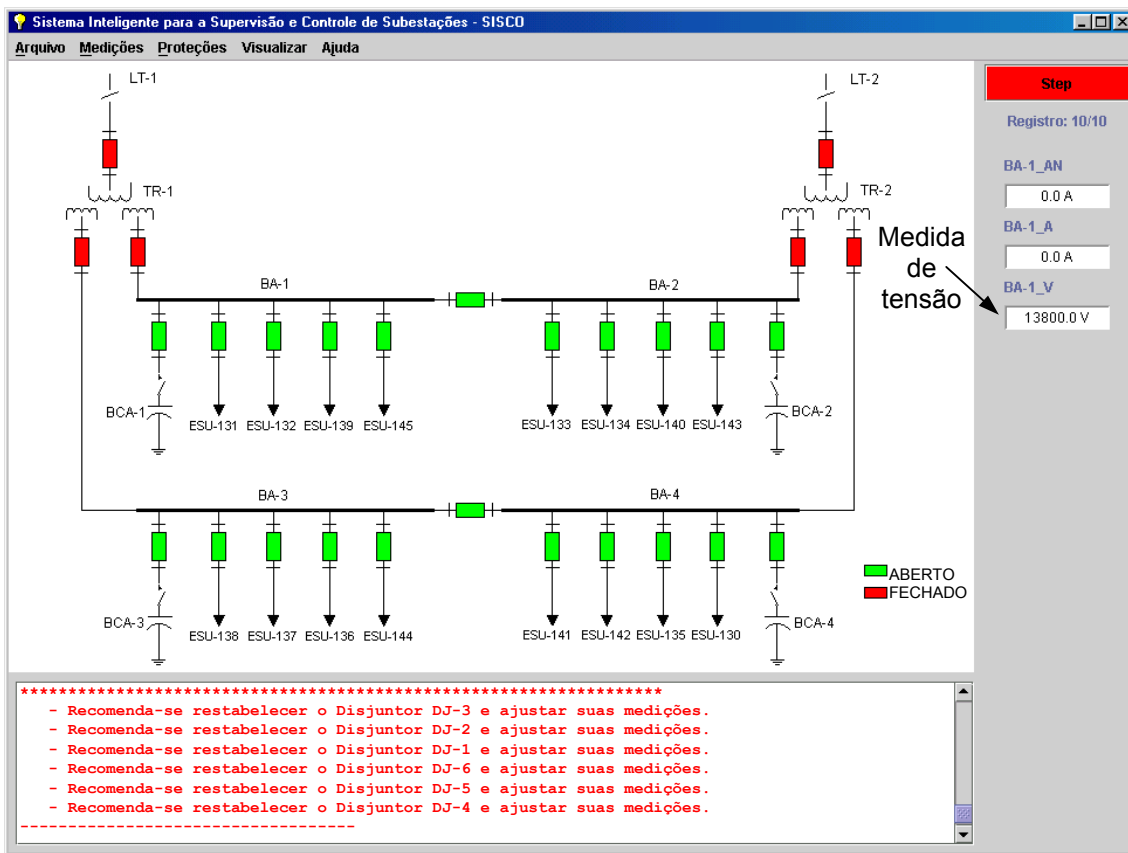 Sistema Inteligente para a Supervisão e Controle de Subestações - SISCO
Arquivo Medições Proteções Visualizar Ajuda
LT-1
LT-2
Step
Registro: 10/10
BA-1_AN
0.0 A
BA-1_A
0.0 A
BA-1_V
13800.0 V
TR-1
TR-2
Medida
de
tensão
BA-1
BA-2
BCA-1
BCA-2
ESU-131 ESU-132 ESU-139 ESU-145
ESU-133 ESU-134 ESU-140 ESU-143
BA-3
BA-4
ABERTO
FECHADO
BCA-3
BCA-4
ESU-138 ESU-137 ESU-136 ESU-144
ESU-141 ESU-142 ESU-135 ESU-130
*******************************************************************
- Recomenda-se restabelecer o Disjuntor DJ-3 e ajustar suas medições.
- Recomenda-se restabelecer o Disjuntor DJ-2 e ajustar suas medições.
- Recomenda-se restabelecer o Disjuntor DJ-1 e ajustar suas medições.
- Recomenda-se restabelecer o Disjuntor DJ-6 e ajustar suas medições.
- Recomenda-se restabelecer o Disjuntor DJ-5 e ajustar suas medições.
- Recomenda-se restabelecer o Disjuntor DJ-4 e ajustar suas medições.
-----------------------------------